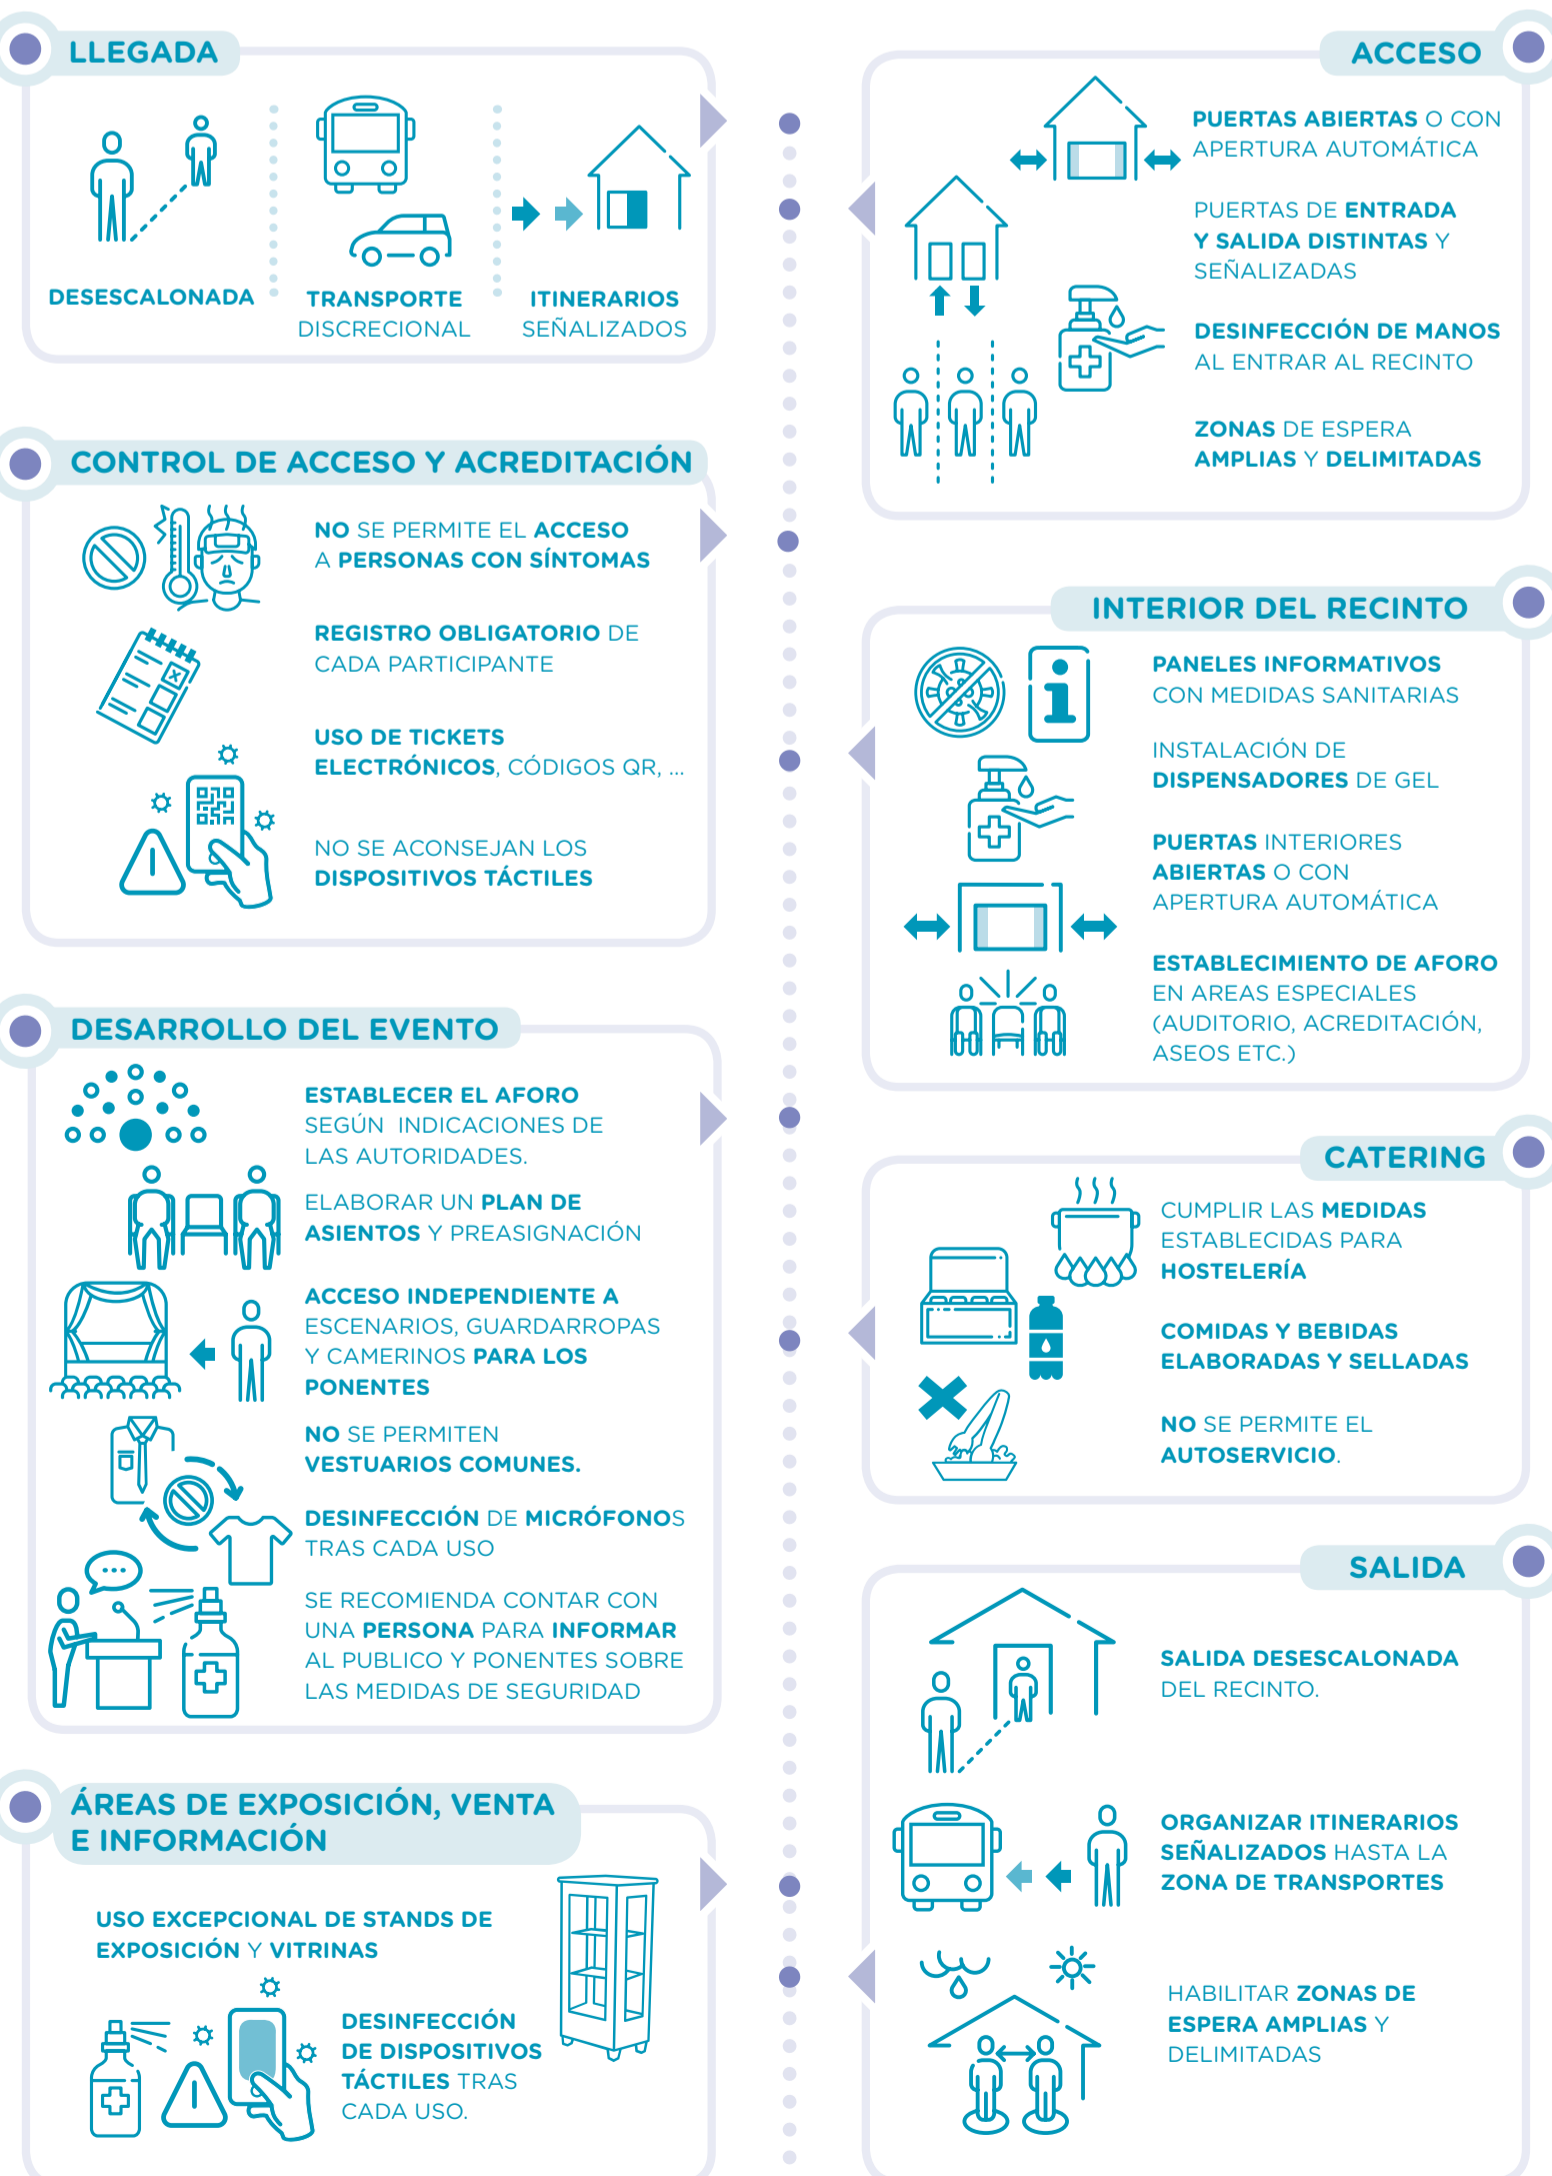 LLEGADA
DESESCALONADA
TRANSPORTE
DISCRECIONAL
ITINERARIOS
SEÑALIZADOS
ACCESO
PUERTAS ABIERTAS O CON
APERTURA AUTOMÁTICA
PUERTAS DE ENTRADA
Y SALIDA DISTINTAS Y
SEÑALIZADAS
DESINFECCIÓN DE MANOS
AL ENTRAR AL RECINTO
ZONAS DE ESPERA
AMPLIAS Y DELIMITADAS
CONTROL DE ACCESO Y ACREDITACIÓN
NO SE PERMITE EL ACCESO
A PERSONAS CON SÍNTOMAS
REGISTRO OBLIGATORIO DE
CADA PARTICIPANTE
USO DE TICKETS
ELECTRÓNICOS, CÓDIGOS QR, ...
NO SE ACONSEJAN LOS
DISPOSITIVOS TÁCTILES
INTERIOR DEL RECINTO
PANELES INFORMATIVOS
CON MEDIDAS SANITARIAS
INSTALACIÓN DE
DISPENSADORES DE GEL
PUERTAS INTERIORES
ABIERTAS O CON
APERTURA AUTOMÁTICA
ESTABLECIMIENTO DE AFORO
EN AREAS ESPECIALES
(AUDITORIO, ACREDITACIÓN,
ASEOS ETC.)
DESARROLLO DEL EVENTO
ESTABLECER EL AFORO
SEGÚN INDICACIONES DE
LAS AUTORIDADES.
ELABORAR UN PLAN DE
ASIENTOS Y PREASIGNACIÓN
ACCESO INDEPENDIENTE A
ESCENARIOS, GUARDARROPAS
Y CAMERINOS PARA LOS
PONENTES
NO SE PERMITEN
VESTUARIOS COMUNES.
DESINFECCIÓN DE MICRÓFONOS
TRAS CADA USO
SE RECOMIENDA CONTAR CON
UNA PERSONA PARA INFORMAR
AL PUBLICO Y PONENTES SOBRE
LAS MEDIDAS DE SEGURIDAD
CATERING
CUMPLIR LAS MEDIDAS
ESTABLECIDAS PARA
HOSTELERÍA
COMIDAS Y BEBIDAS
ELABORADAS Y SELLADAS
NO SE PERMITE EL
AUTOSERVICIO.
ÁREAS DE EXPOSICIÓN, VENTA
E INFORMACIÓN
USO EXCEPCIONAL DE STANDS DE
EXPOSICIÓN Y VITRINAS
DESINFECCIÓN
DE DISPOSITIVOS
TÁCTILES TRAS
CADA USO.
SALIDA
SALIDA DESESCALONADA
DEL RECINTO.
ORGANIZAR ITINERARIOS
SEÑALIZADOS HASTA LA
ZONA DE TRANSPORTES
HABILITAR ZONAS DE
ESPERA AMPLIAS Y
DELIMITADAS